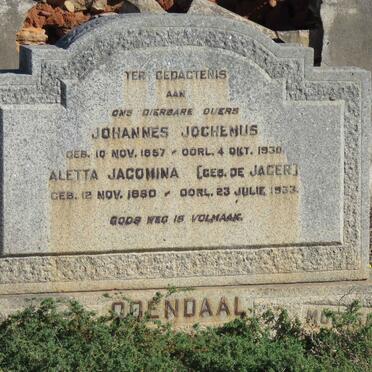 TER GEDAGTENIS
AAN
ONS DIERBARE OUERS
JOHANNES JOCHEMUS
GEB. 10 NOV. 1857 - OORL. 4 OKT. 1930.
ALETTA JACOMINA [GEB. DE JAGER]
GEB. 12 NOV. 1860 - OORL. 23 JULIE 1933.
GODS WEG IS VOLMAAK.
ODENDAAL